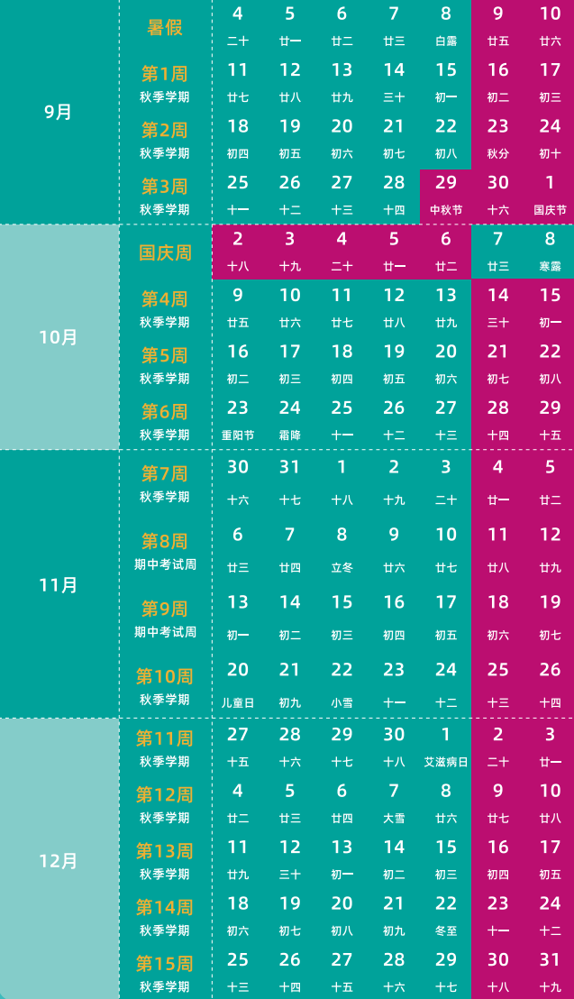 4 5 6 7 8 9 10
暑假
二十 廿一 廿二 廿三 白露 廿五 廿六
第1周 11 12 13 14 15 16 17
秋季学期 廿七 廿八 廿九 三十 初一 初二 初三
9月
第2周 18 19 20 21 22 23 24
秋季学期 初四 初五 初六 初七 初八 秋分 初十
第3周 25 26 27 28 29 30 1
秋季学期 十一 十二 十三 十四 中秋节 十六 国庆节
2 3 4 5 6 7 8
国庆周
十八 十九 二十 廿一 廿二 廿三 寒露
第4周 9 10 11 12 13 14 15
秋季学期 廿五 廿六 廿七 廿八 廿九 三十 初一
10月
第5周 16 17 18 19 20 21 22
秋季学期 初二 初三 初四 初五 初六 初七 初八
第6周 23 24 25 26 27 28 29
秋季学期 重阳节 霜降 十一 十二 十三 十四 十五
第7周 30 31 1 2 3 4 5
秋季学期 十六 十七 十八 十九 二十 廿一 廿二
第8周 6 7 8 9 10 11 12
期中考试周 廿三 廿四 立冬 廿六 廿七 廿八 廿九
11月
第9周 13 14 15 16 17 18 19
期中考试周 初一 初二 初三 初四 初五 初六 初七
第10周 20 21 22 23 24 25 26
秋季学期 儿童日 初九 小雪 十一 十二 十三 十四
第11周 27 28 29 30 1 2 3
秋季学期 十五 十六 十七 十八 艾滋病日 二十 廿一
第12周 4 5 6 7 8 9 10
秋季学期 廿二 廿三 廿四 大雪 廿六 廿七 廿八
12月
第13周 11 12 13 14 15 16 17
秋季学期 廿九 三十 初一 初二 初三 初四 初五
第14周 18 19 20 21 22 23 24
秋季学期 初六 初七 初八 初九 冬至 十一 十二
第15周 25 26 27 28 29 30 31
秋季学期 十三 十四 十五 十六 十七 十八 十九